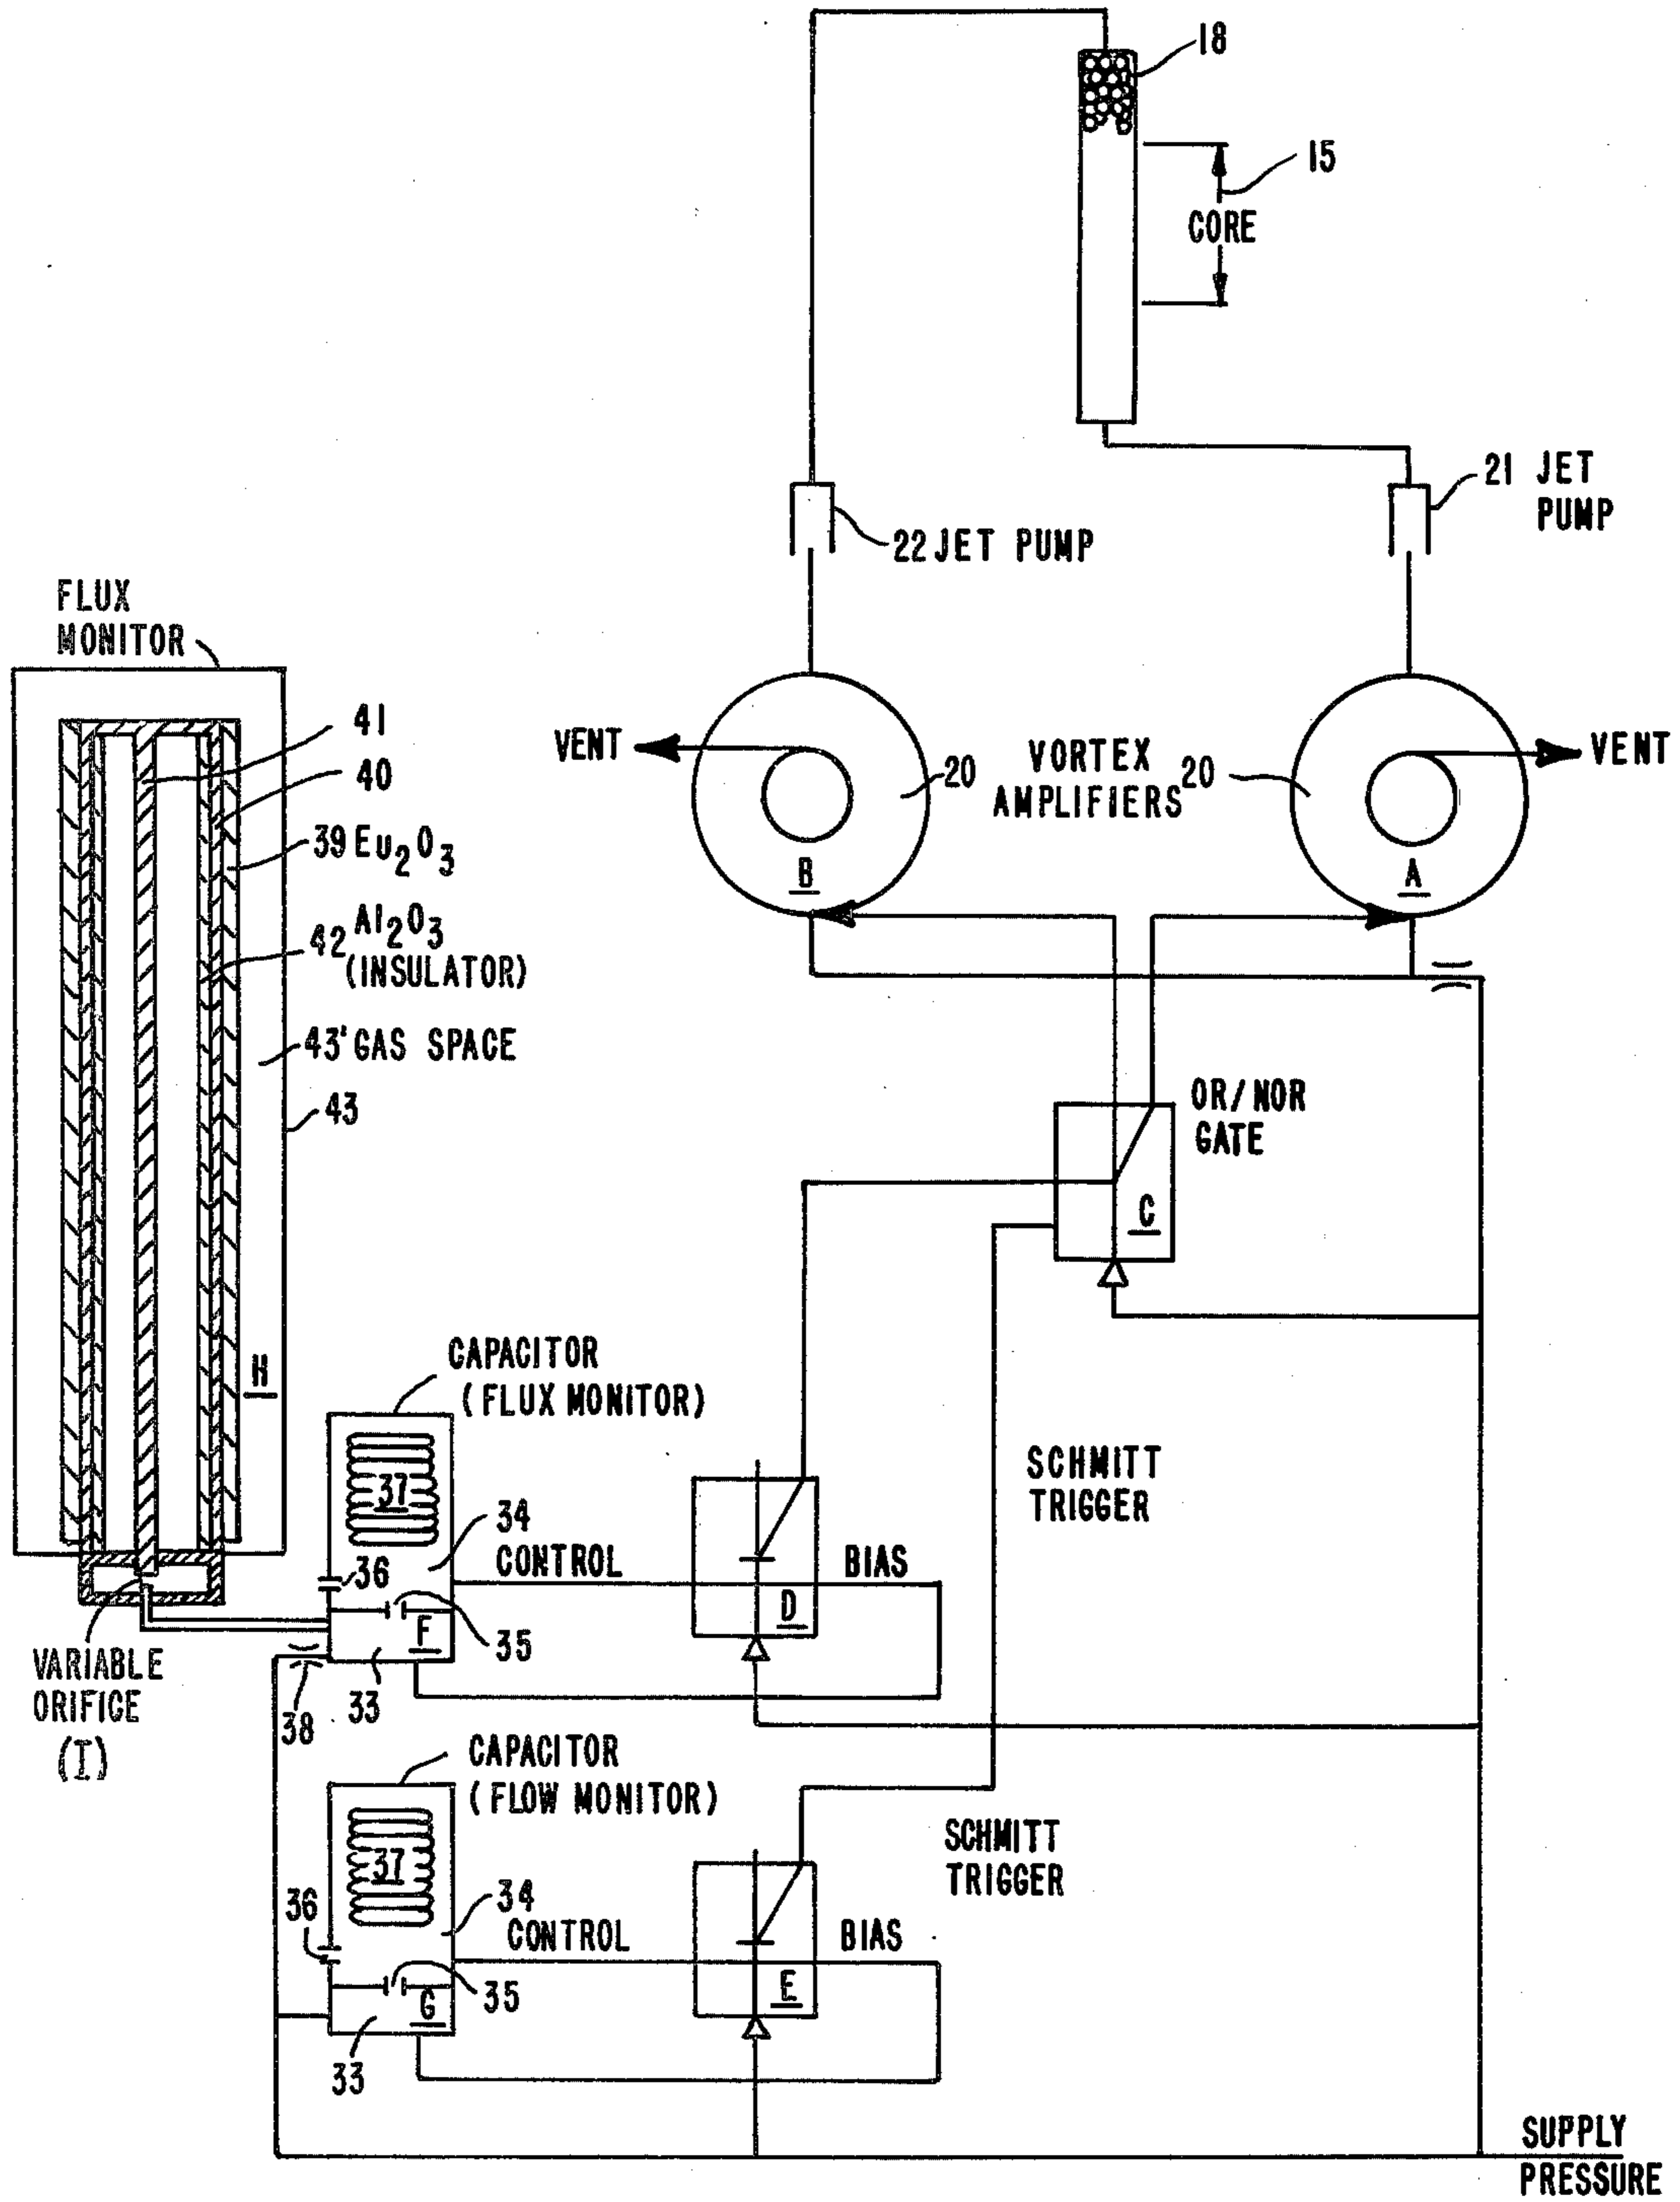 18
15
CORE
21 JET
PUMP
22 JET PUMP
FLUX
MONITOR
41
40
39 Eu2O3
42 Al2O3
(INSULATOR)
43' GAS SPACE
43
H
VENT
VORTEX
AMPLIFIERS
20
20
VENT
B
A
OR/NOR
GATE
C
CAPACITOR
(FLUX MONITOR)
37
34
CONTROL
BIAS
36
D
F
35
33
38
SCHMITT
TRIGGER
VARIABLE
ORIFICE
(I)
CAPACITOR
(FLOW MONITOR)
37
36
34
CONTROL
BIAS
SCHMITT
TRIGGER
E
G
35
33
SUPPLY
PRESSURE